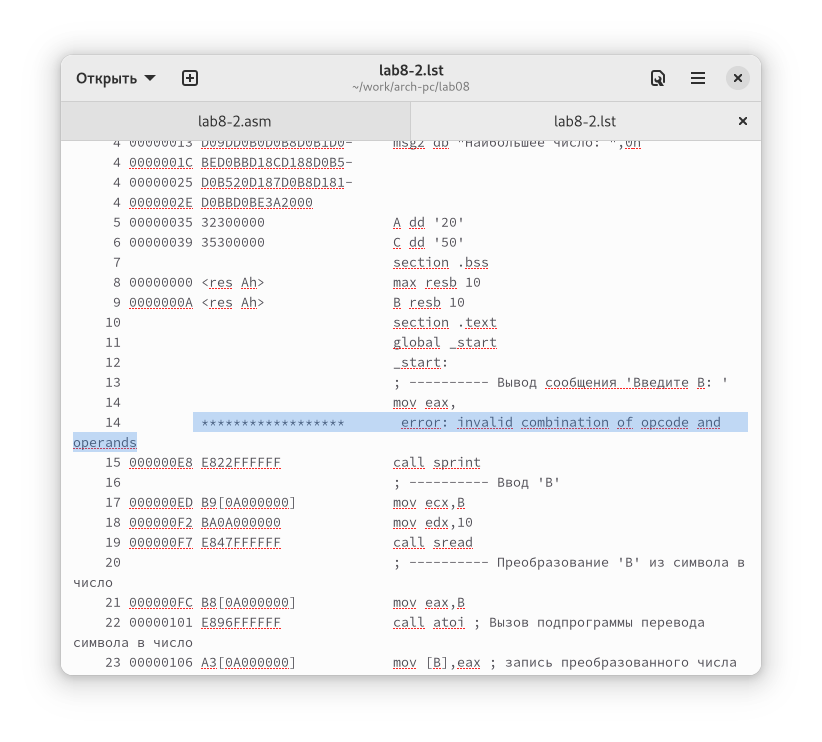 Открыть
lab8-2.lst
~/work/arch-pc/lab08
lab8-2.asm
lab8-2.lst
4 00000013 D09DD0B0D0B8D0B1D0- msg2 db "Наибольшее число: ",0h
4 0000001C BED0BBD18CD188D0B5-
4 00000025 D0B520D187D0B8D181-
4 0000002E D0BBD0BE3A2000
5 00000035 32300000 A dd '20'
6 00000039 35300000 C dd '50'
7 section .bss
8 00000000 <res Ah> max resb 10
9 0000000A <res Ah> B resb 10
10 section .text
11 global _start
12 _start:
13 ; ---------- Вывод сообщения 'Введите B: '
14 mov eax,
14 ****************** error: invalid combination of opcode and
operands
15 000000E8 E822FFFFFF call sprint
16 ; ---------- Ввод 'B'
17 000000ED B9[0A000000] mov ecx,B
18 000000F2 BA0A000000 mov edx,10
19 000000F7 E847FFFFFF call sread
20 ; ---------- Преобразование 'B' из символа в
число
21 000000FC B8[0A000000] mov eax,B
22 00000101 E896FFFFFF call atoi ; Вызов подпрограммы перевода
символа в число
23 00000106 A3[0A000000] mov [B],eax ; запись преобразованного числа